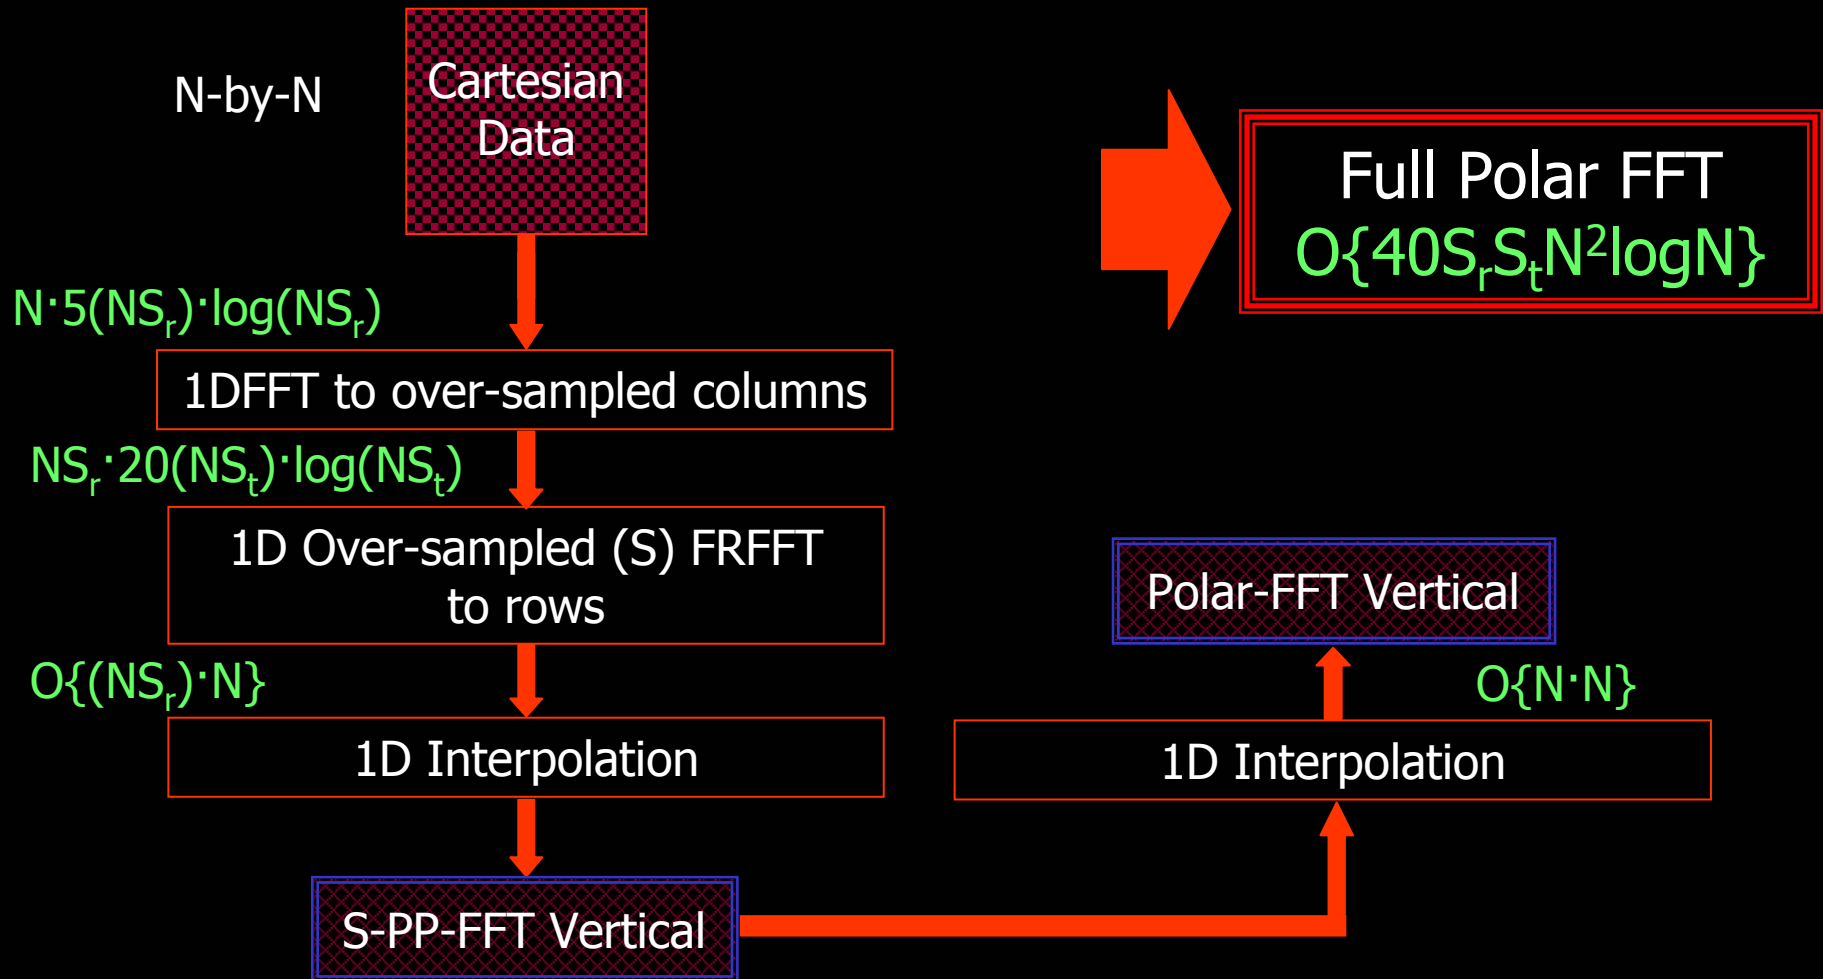 N-by-N
Cartesian
Data
N·5(NSᵣ)·log(NSᵣ)
1DFFT to over-sampled columns
NSᵣ·20(NSₜ)·log(NSₜ)
1D Over-sampled (S) FRFFT
to rows
O{(NSᵣ)·N}
1D Interpolation
S-PP-FFT Vertical
1D Interpolation
O{N·N}
Polar-FFT Vertical
Full Polar FFT
O{40SᵣSₜN²logN}